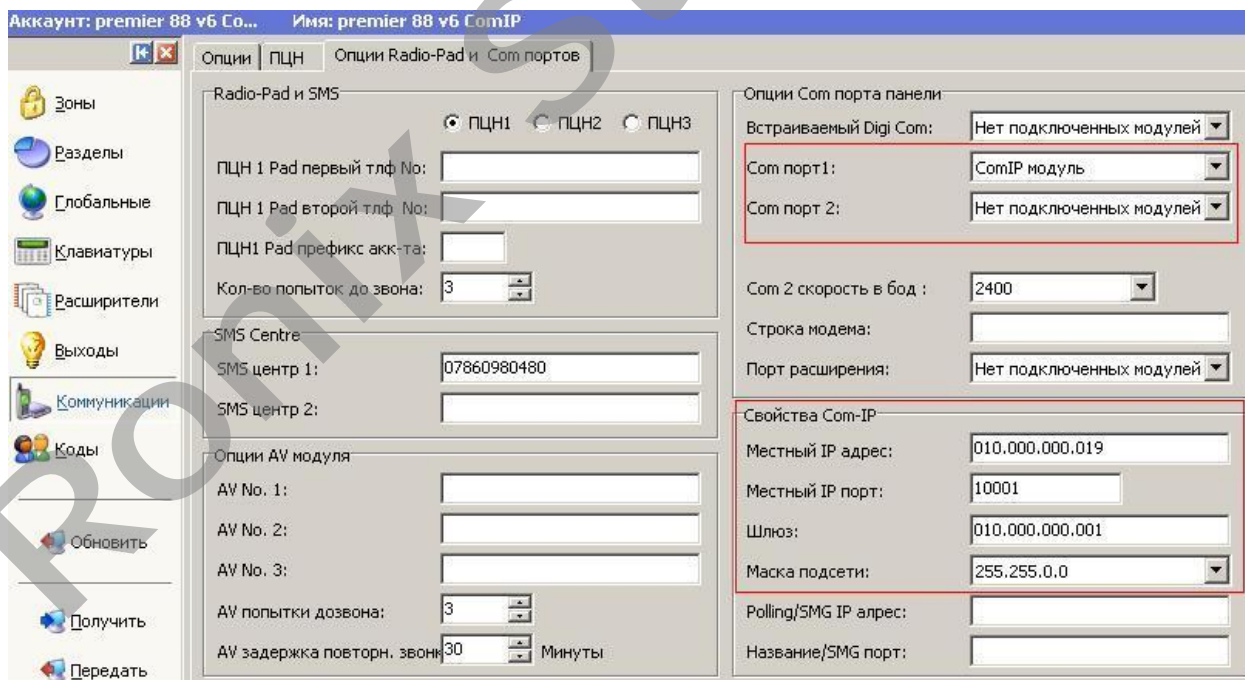 Аккаунт: premier 88 v6 Co... Имя: premier 88 v6 ComIP
Опции ПЦН Опции Radio-Pad и Com портов
Зоны
Разделы
Глобальные
Клавиатуры
Расширители
Выходы
Коммуникации
Коды
Обновить
Получить
Передать
Radio-Pad и SMS
ПЦН1 ПЦН2 ПЦН3
ПЦН 1 Pad первый тлф No:
ПЦН 1 Pad второй тлф No:
ПЦН1 Pad префикс акк-та:
Кол-во попыток до звона: 3
SMS Centre
SMS центр 1: 07860980480
SMS центр 2:
Опции AV модуля
AV No. 1:
AV No. 2:
AV No. 3:
AV попытки дозвона: 3
AV задержка повторн. звонк 30 Минуты
Опции Com порта панели
Встраиваемый Digi Com: Нет подключенных модулей
Com порт1: ComIP модуль
Com порт 2: Нет подключенных модулей
Com 2 скорость в бод : 2400
Строка модема:
Порт расширения: Нет подключенных модулей
Свойства Com-IP
Местный IP адрес: 010.000.000.019
Местный IP порт: 10001
Шлюз: 010.000.000.001
Маска подсети: 255.255.0.0
Polling/SMG IP алрес:
Название/SMG порт:
Ronix